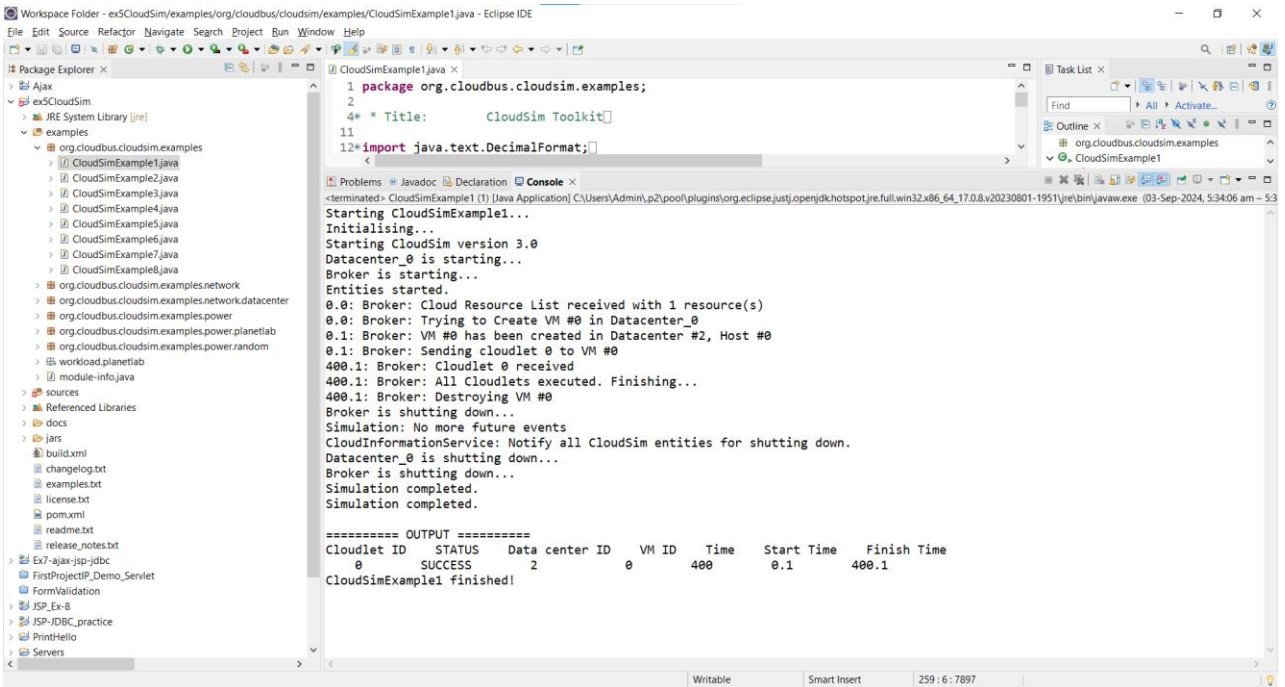 Workspace Folder - ex5CloudSim/examples/org/cloudbus/cloudsim/examples/CloudSimExample1.java - Eclipse IDE
File Edit Source Refactor Navigate Search Project Run Window Help
Package Explorer
Ajax
ex5CloudSim
JRE System Library [jre]
examples
org.cloudbus.cloudsim.examples
CloudSimExample1.java
CloudSimExample2.java
CloudSimExample3.java
CloudSimExample4.java
CloudSimExample5.java
CloudSimExample6.java
CloudSimExample7.java
CloudSimExample8.java
org.cloudbus.cloudsim.examples.network
org.cloudbus.cloudsim.examples.network.datacenter
org.cloudbus.cloudsim.examples.power
org.cloudbus.cloudsim.examples.power.planetlab
org.cloudbus.cloudsim.examples.power.random
workload.planetlab
module-info.java
sources
Referenced Libraries
docs
jars
build.xml
changelog.txt
examples.txt
license.txt
pom.xml
readme.txt
release_notes.txt
Ex7-ajax-jsp-jdbc
FirstProjectIP_Demo_Servlet
FormValidation
JSP_Ex-8
JSP-JDBC_practice
PrintHello
Servers
CloudSimExample1.java
1 package org.cloudbus.cloudsim.examples;
2
4 * Title: CloudSim Toolkit
11
12 import java.text.DecimalFormat;
Task List
Find All Activate...
Outline
org.cloudbus.cloudsim.examples
CloudSimExample1
Problems Javadoc Declaration Console
<terminated> CloudSimExample1 (1) [Java Application] C:\Users\Admin\.p2\pool\plugins\org.eclipse.justj.openjdk.hotspot.jre.full.win32.x86_64_17.0.8.v20230801-1951\jre\bin\javaw.exe (03-Sep-2024, 5:34:06 am – 5:3
Starting CloudSimExample1...
Initialising...
Starting CloudSim version 3.0
Datacenter_0 is starting...
Broker is starting...
Entities started.
0.0: Broker: Cloud Resource List received with 1 resource(s)
0.0: Broker: Trying to Create VM #0 in Datacenter_0
0.1: Broker: VM #0 has been created in Datacenter #2, Host #0
0.1: Broker: Sending cloudlet 0 to VM #0
400.1: Broker: Cloudlet 0 received
400.1: Broker: All Cloudlets executed. Finishing...
400.1: Broker: Destroying VM #0
Broker is shutting down...
Simulation: No more future events
CloudInformationService: Notify all CloudSim entities for shutting down.
Datacenter_0 is shutting down...
Broker is shutting down...
Simulation completed.
Simulation completed.
========== OUTPUT ==========
Cloudlet ID STATUS Data center ID VM ID Time Start Time Finish Time
0 SUCCESS 2 0 400 0.1 400.1
CloudSimExample1 finished!
Writable Smart Insert 259 : 6 : 7897